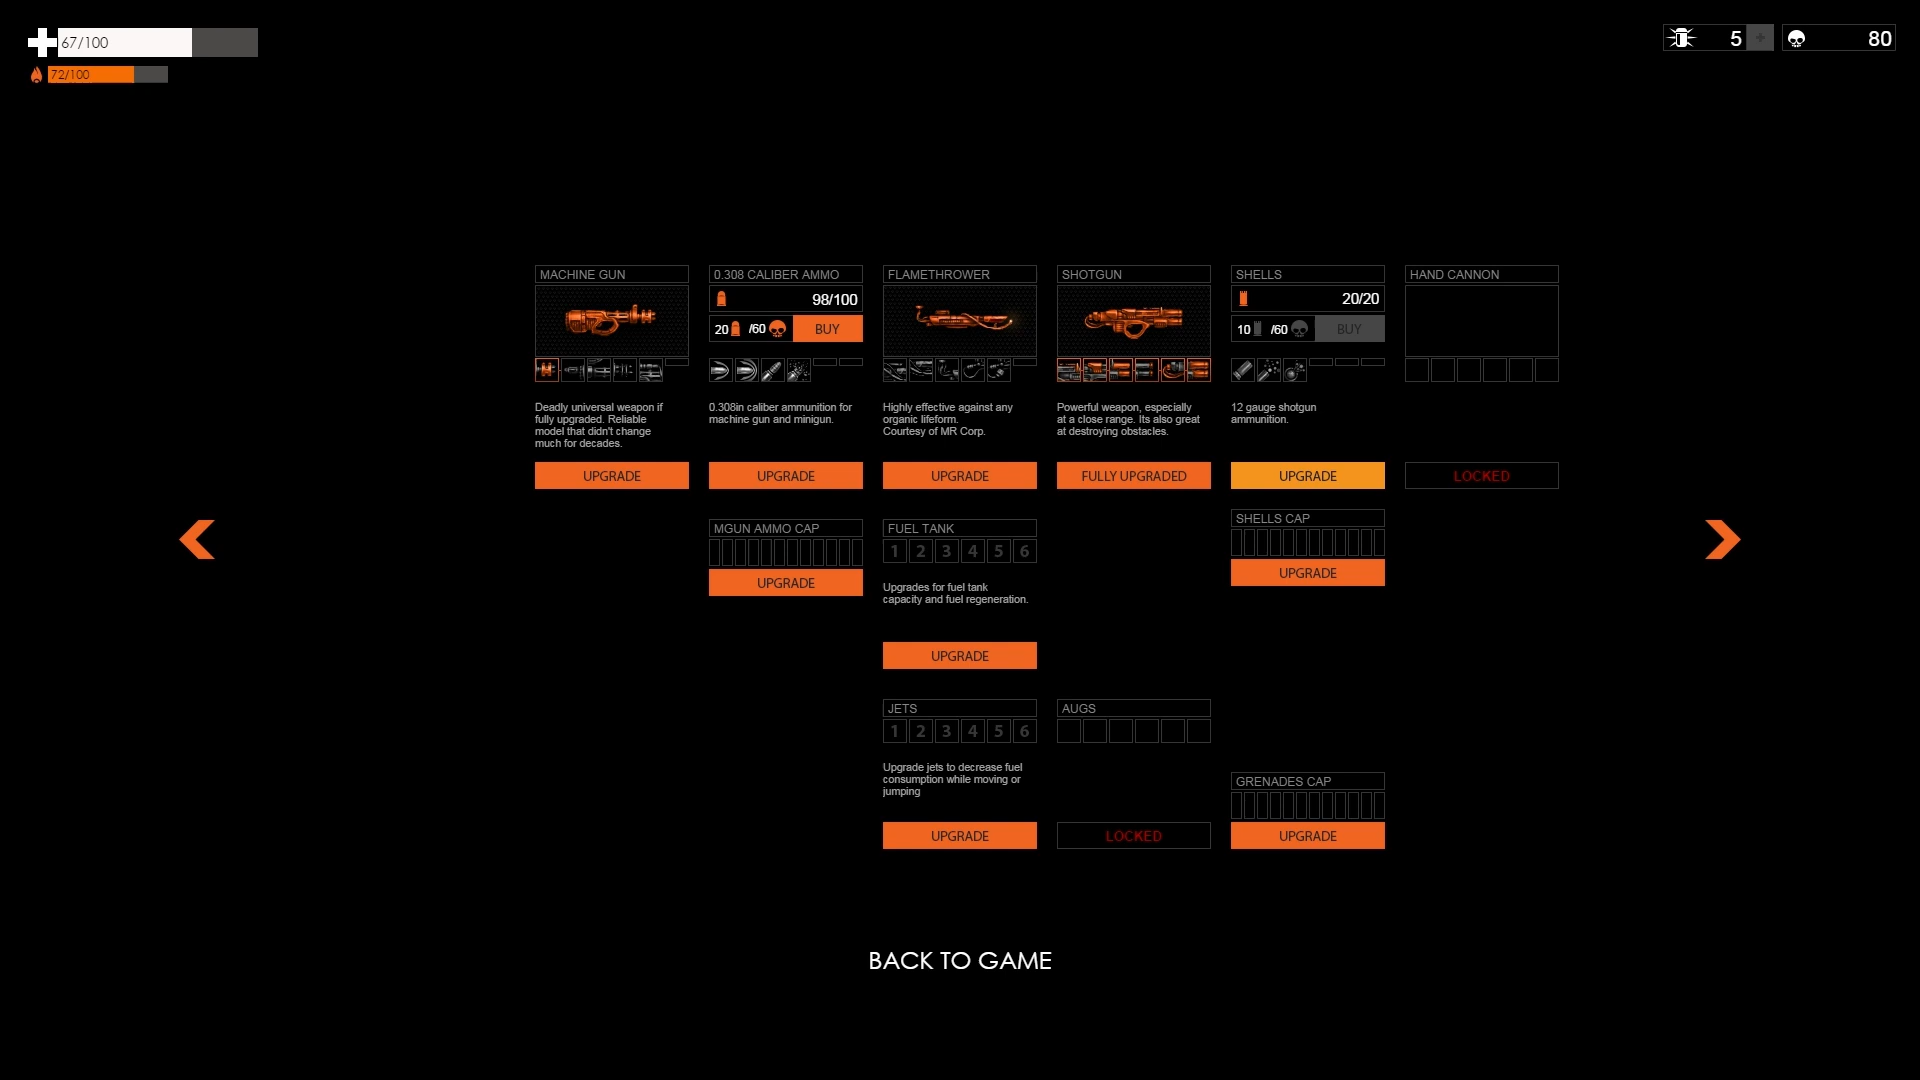 67/100
72/100
5
80
MACHINE GUN
Deadly universal weapon if
fully upgraded. Reliable
model that didn't change
much for decades.
UPGRADE
0.308 CALIBER AMMO
98/100
20 /60 BUY
0.308in caliber ammunition for
machine gun and minigun.
UPGRADE
FLAMETHROWER
Highly effective against any
organic lifeform.
Courtesy of MR Corp.
UPGRADE
SHOTGUN
Powerful weapon, especially
at a close range. Its also great
at destroying obstacles.
FULLY UPGRADED
SHELLS
20/20
10 /60 BUY
12 gauge shotgun
ammunition.
UPGRADE
HAND CANNON
LOCKED
MGUN AMMO CAP
UPGRADE
FUEL TANK
1 2 3 4 5 6
Upgrades for fuel tank
capacity and fuel regeneration.
UPGRADE
SHELLS CAP
UPGRADE
JETS
1 2 3 4 5 6
Upgrade jets to decrease fuel
consumption while moving or
jumping
UPGRADE
AUGS
LOCKED
GRENADES CAP
UPGRADE
BACK TO GAME